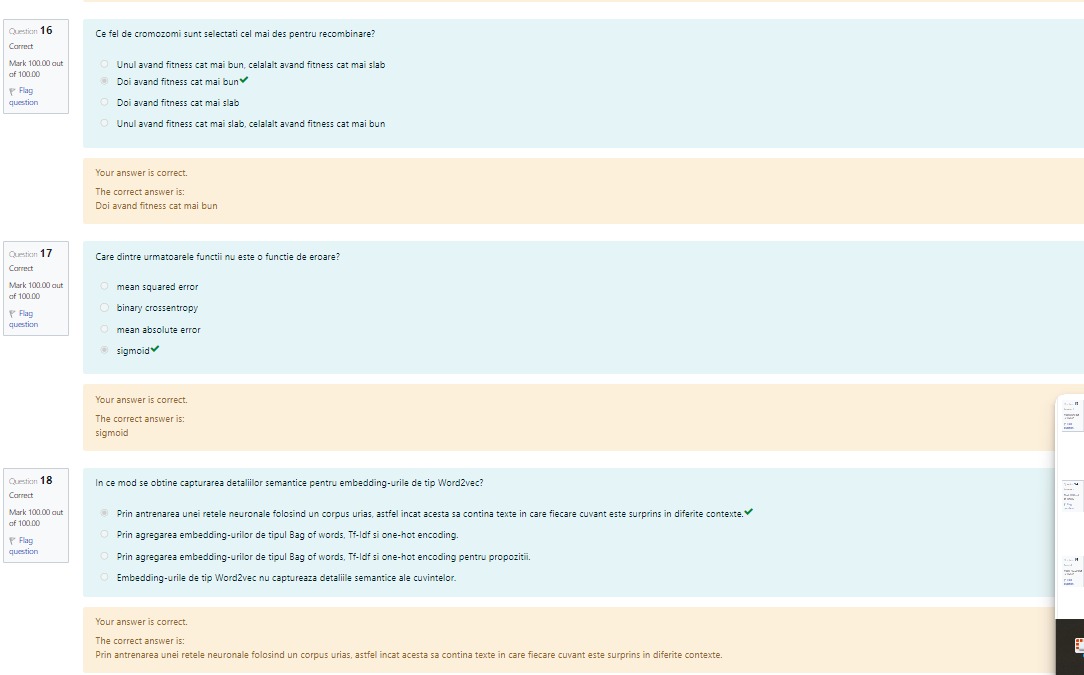 Question 16
Correct
Mark 100.00 out
of 100.00
Flag
question
Ce fel de cromozomi sunt selectati cel mai des pentru recombinare?
Unul avand fitness cat mai bun, celalalt avand fitness cat mai slab
Doi avand fitness cat mai bun
Doi avand fitness cat mai slab
Unul avand fitness cat mai slab, celalalt avand fitness cat mai bun
Your answer is correct.
The correct answer is:
Doi avand fitness cat mai bun
Question 17
Correct
Mark 100.00 out
of 100.00
Flag
question
Care dintre urmatoarele functii nu este o functie de eroare?
mean squared error
binary crossentropy
mean absolute error
sigmoid
Your answer is correct.
The correct answer is:
sigmoid
Question 18
Correct
Mark 100.00 out
of 100.00
Flag
question
In ce mod se obtine capturarea detaliilor semantice pentru embedding-urile de tip Word2vec?
Prin antrenarea unei retele neuronale folosind un corpus urias, astfel incat acesta sa contina texte in care fiecare cuvant este surprins in diferite contexte.
Prin agregarea embedding-urilor de tipul Bag of words, Tf-Idf si one-hot encoding.
Prin agregarea embedding-urilor de tipul Bag of words, Tf-Idf si one-hot encoding pentru propozitii.
Embedding-urile de tip Word2vec nu captureaza detaliile semantice ale cuvintelor.
Your answer is correct.
The correct answer is:
Prin antrenarea unei retele neuronale folosind un corpus urias, astfel incat acesta sa contina texte in care fiecare cuvant este surprins in diferite contexte.